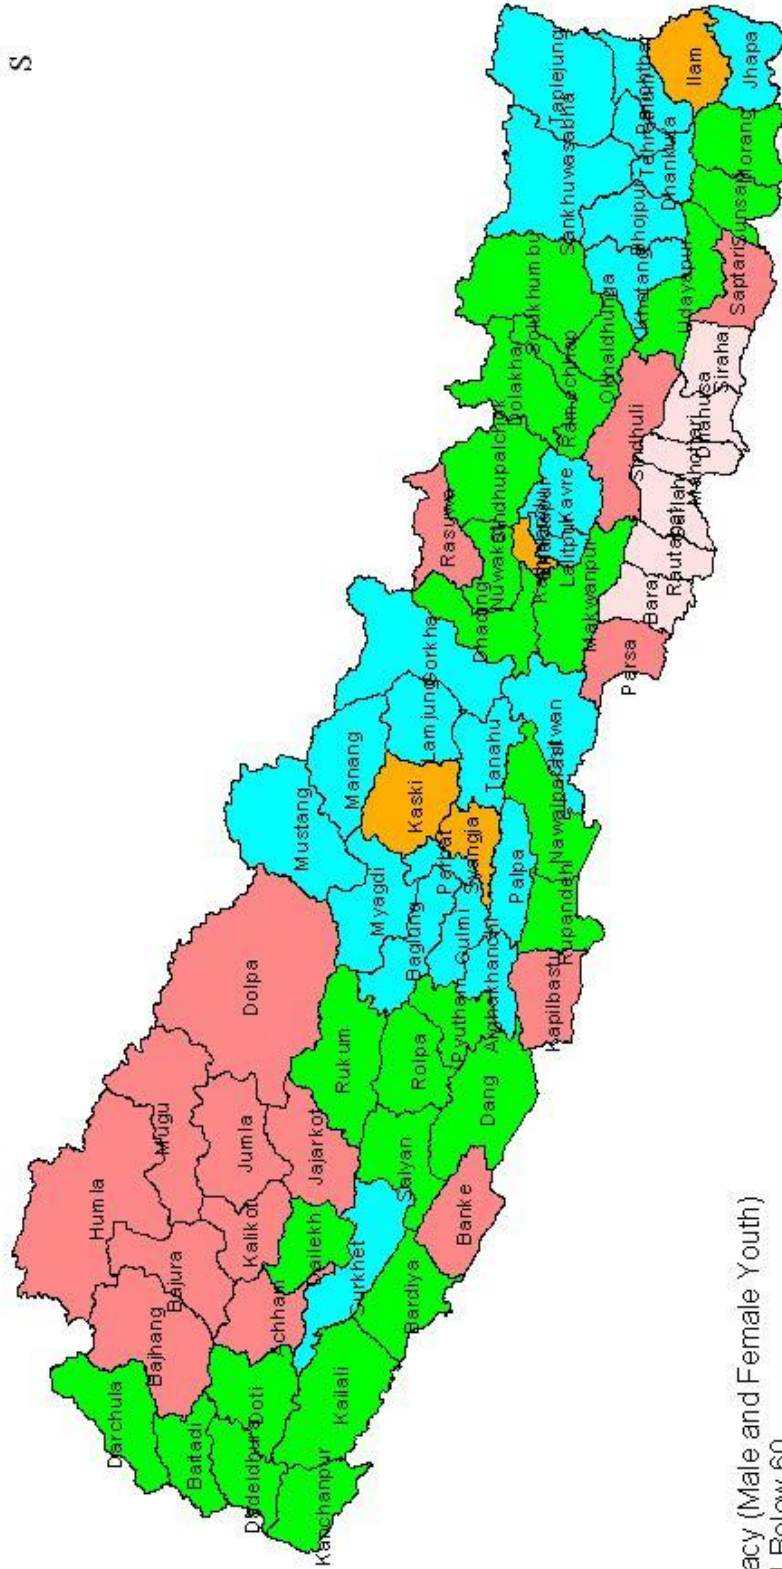 S
Humla
Darchula
Bajhang
Mugu
Bajura
Baitadi
Dolpa
Jumla
Kalikot
Dadeldhura
Doti
Achham
Jajarkot
Dailekh
Mustang
Kanchanpur
Kailali
Rukum
Surkhet
Manang
Myagdi
Salyan
Bardiya
Rolpa
Baglung
Kaski
Lamjung
Gorkha
Parbat
Pyuthan
Gulmi
Banke
Dang
Syangja
Arghakhanchi
Tanahu
Rasuwa
Dhading
Nuwakot
Sindhupalchok
Palpa
Dolakha
Solukhumbu
Kapilbastu
Rupandehi
Nawalparasi
Chitwan
Lalitpur
Kavre
Ramechhap
Makwanpur
Okhaldhunga
Sankhuwasabha
Taplejung
Parsa
Bara
Sindhuli
Khotang
Bhojpur
Tehrathum
Panchthar
Dhankuta
Rautahat
Sarlahi
Mahottari
Dhahusa
Siraha
Udayapur
Saptari
Sunsari
Morang
Ilam
Jhapa
acy (Male and Female Youth)
Below 60